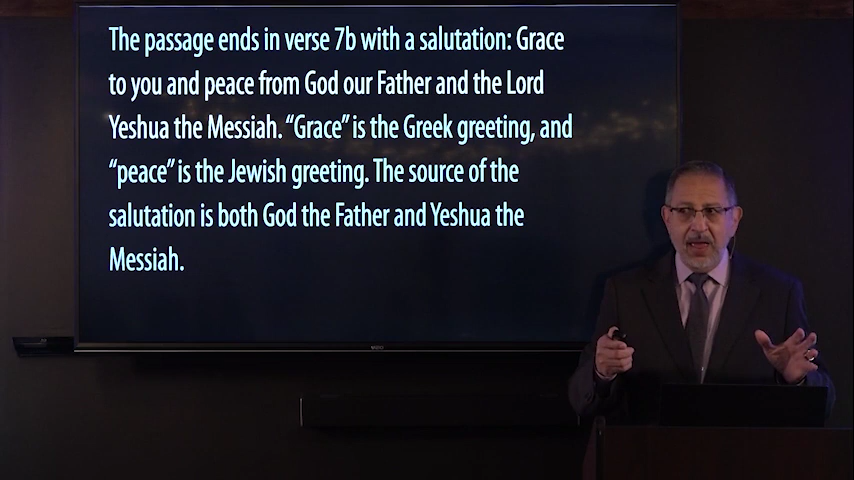 The passage ends in verse 7b with a salutation: Grace
to you and peace from God our Father and the Lord
Yeshua the Messiah. “Grace” is the Greek greeting, and
“peace” is the Jewish greeting. The source of the
salutation is both God the Father and Yeshua the
Messiah.